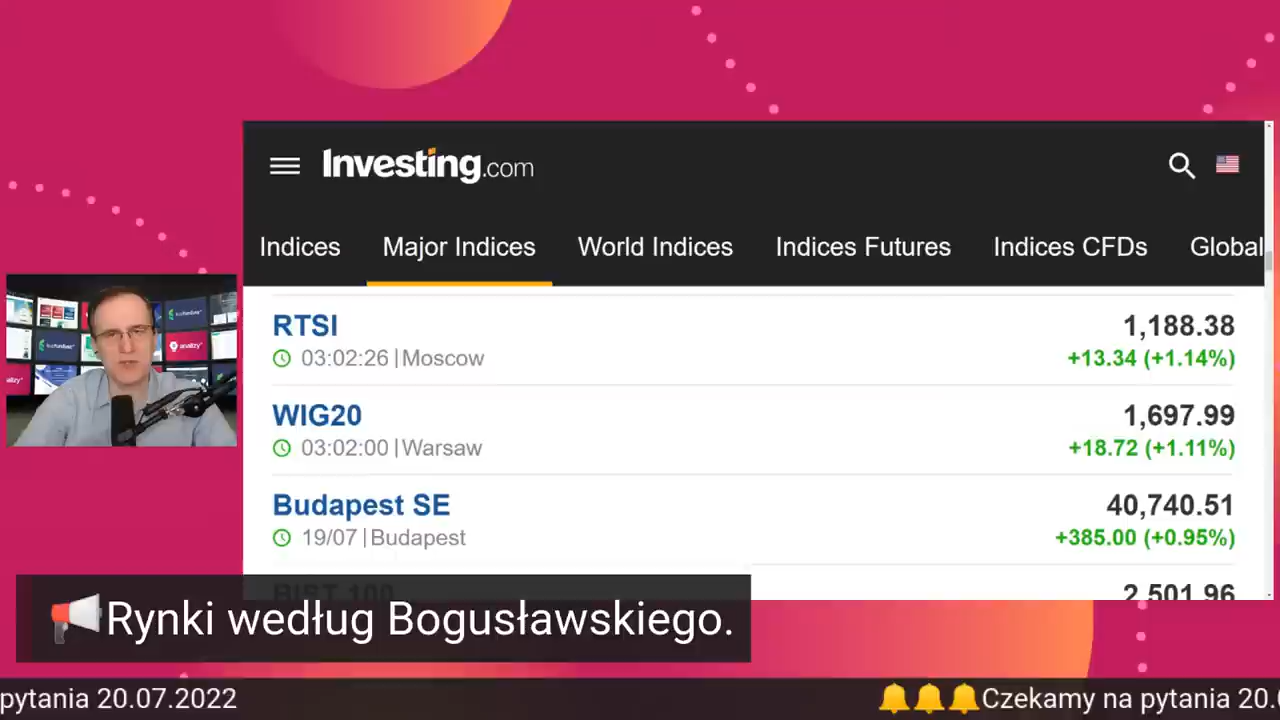 Investing.com
Indices Major Indices World Indices Indices Futures Indices CFDs Global
RTSI 1,188.38
03:02:26 | Moscow +13.34 (+1.14%)
WIG20 1,697.99
03:02:00 | Warsaw +18.72 (+1.11%)
Budapest SE 40,740.51
19/07 | Budapest +385.00 (+0.95%)
BIST 100 2,501.96
📢Rynki według Bogusławskiego.
pytania 20.07.2022 🔔🔔🔔Czekamy na pytania 20.0
analizy